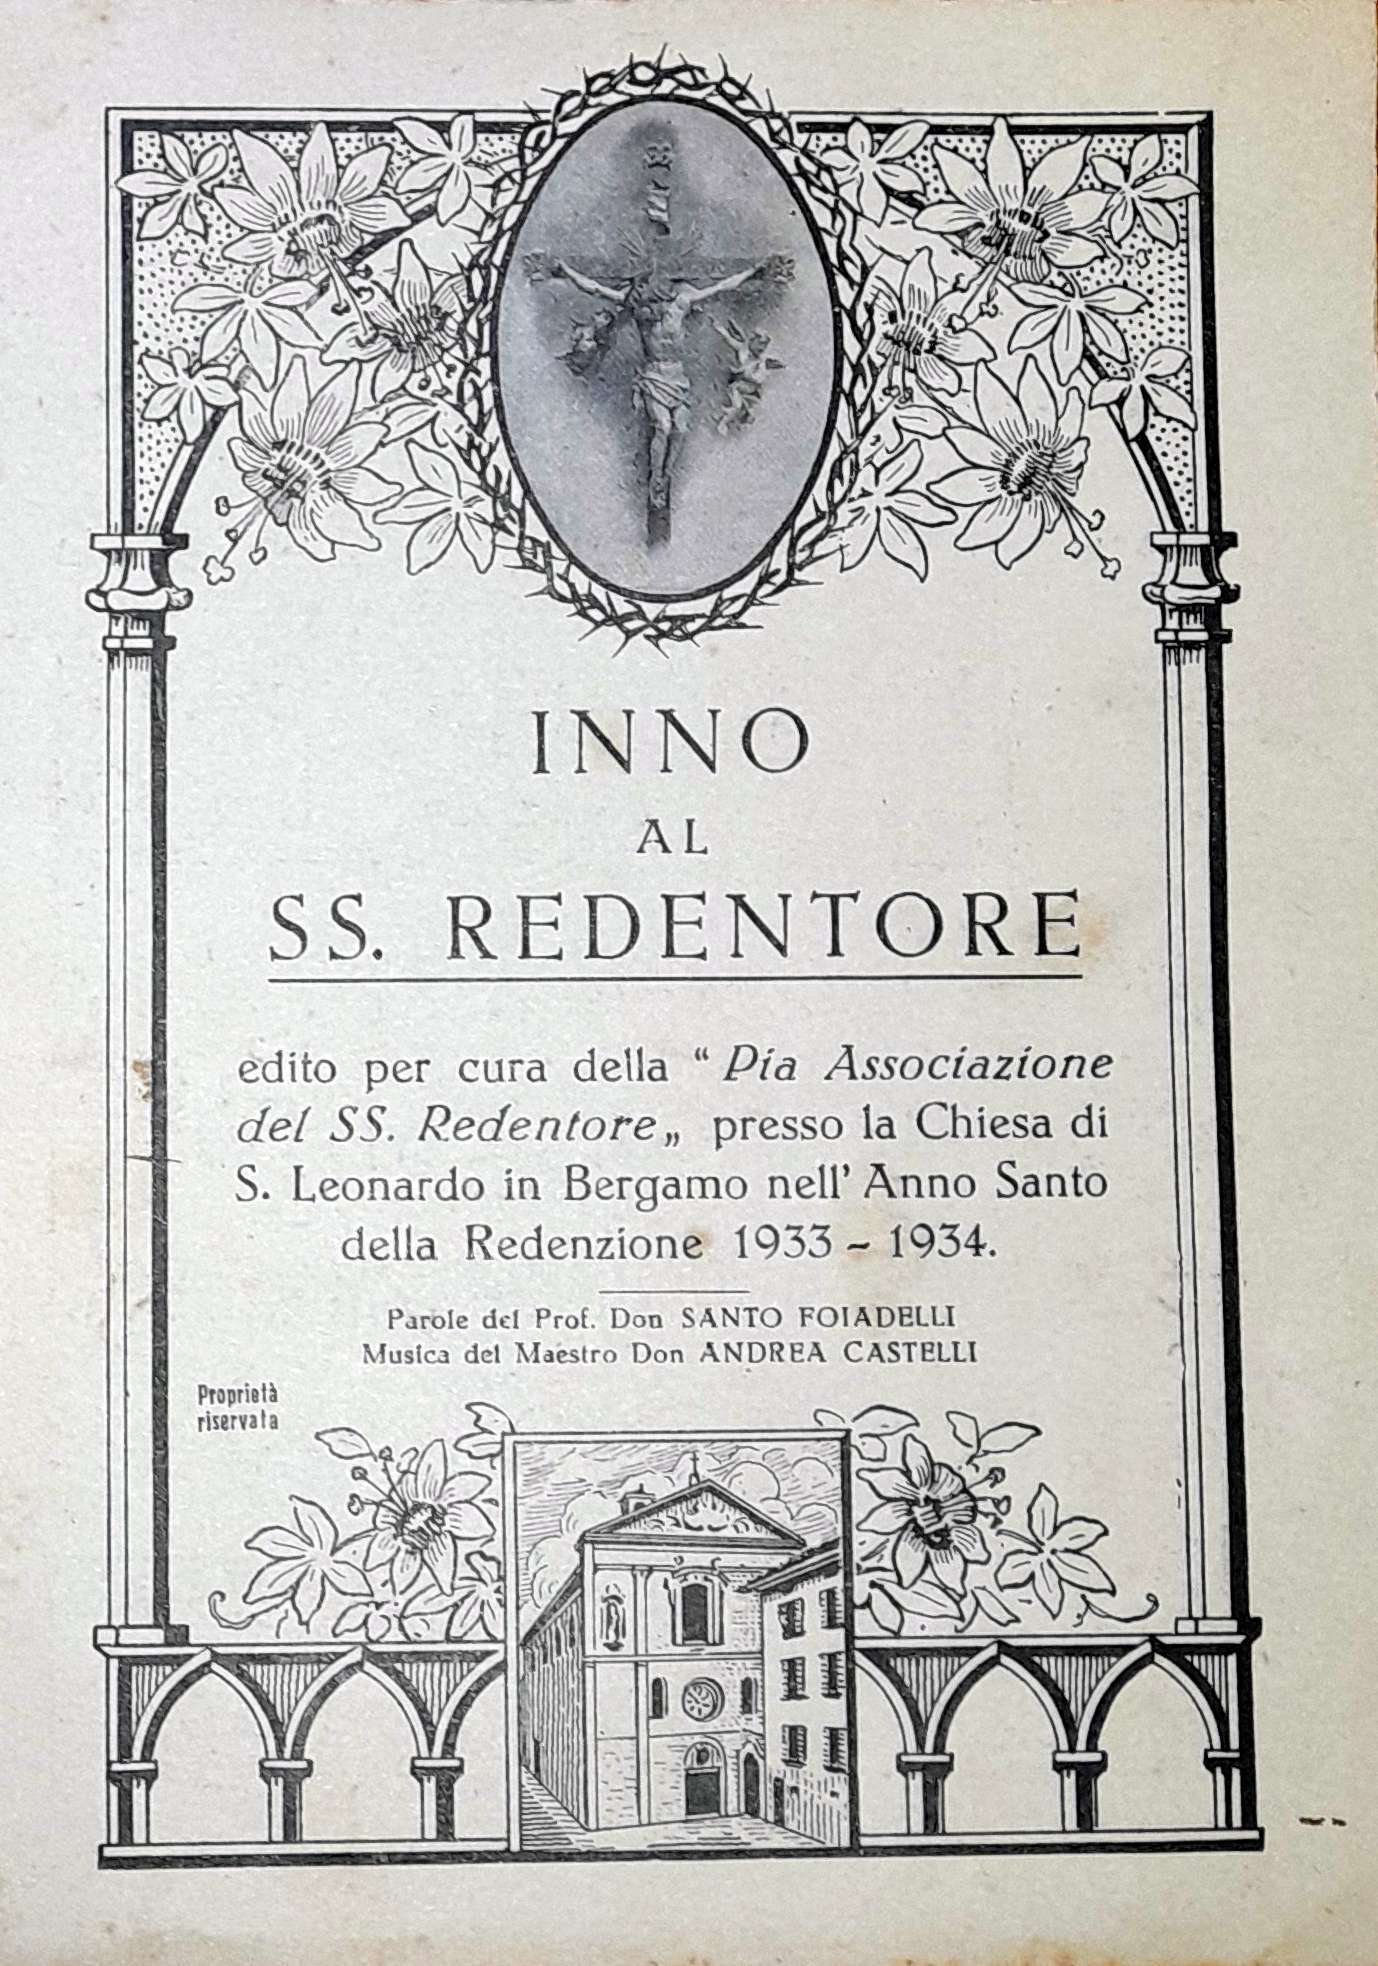 INNO
AL
SS. REDENTORE
edito per cura della “ Pia Associazione
del SS. Redentore „ presso la Chiesa di
S. Leonardo in Bergamo nell' Anno Santo
della Redenzione 1933 - 1934.
Parole del Prof. Don SANTO FOIADELLI
Musica del Maestro Don ANDREA CASTELLI
Proprietà
riservata